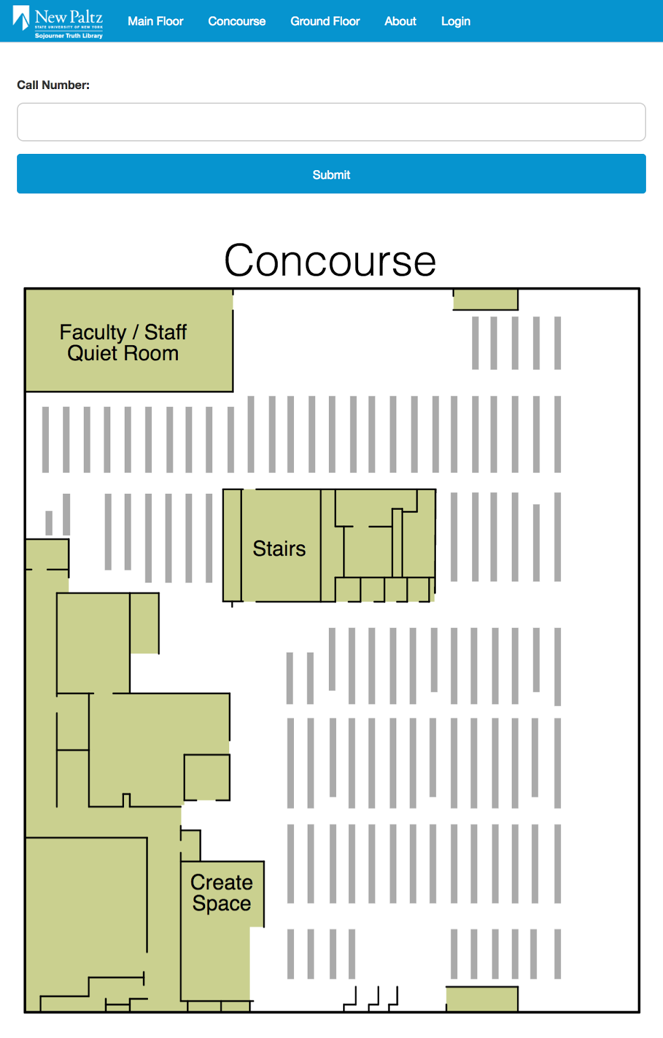 New Paltz
STATE UNIVERSITY OF NEW YORK
Sojourner Truth Library
Main Floor
Concourse
Ground Floor
About
Login
Call Number:
Submit
Concourse
Faculty / Staff
Quiet Room
Stairs
Create
Space